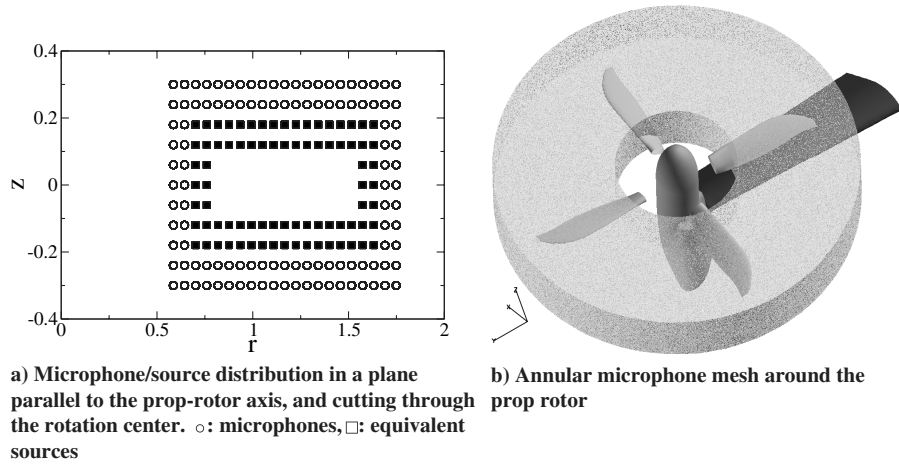 0.4
0.2
0
-0.2
-0.4
z
0
0.5
1
1.5
2
r
z
x
Y
a) Microphone/source distribution in a plane
parallel to the prop-rotor axis, and cutting through
the rotation center. ○: microphones, □: equivalent
sources
b) Annular microphone mesh around the
prop rotor